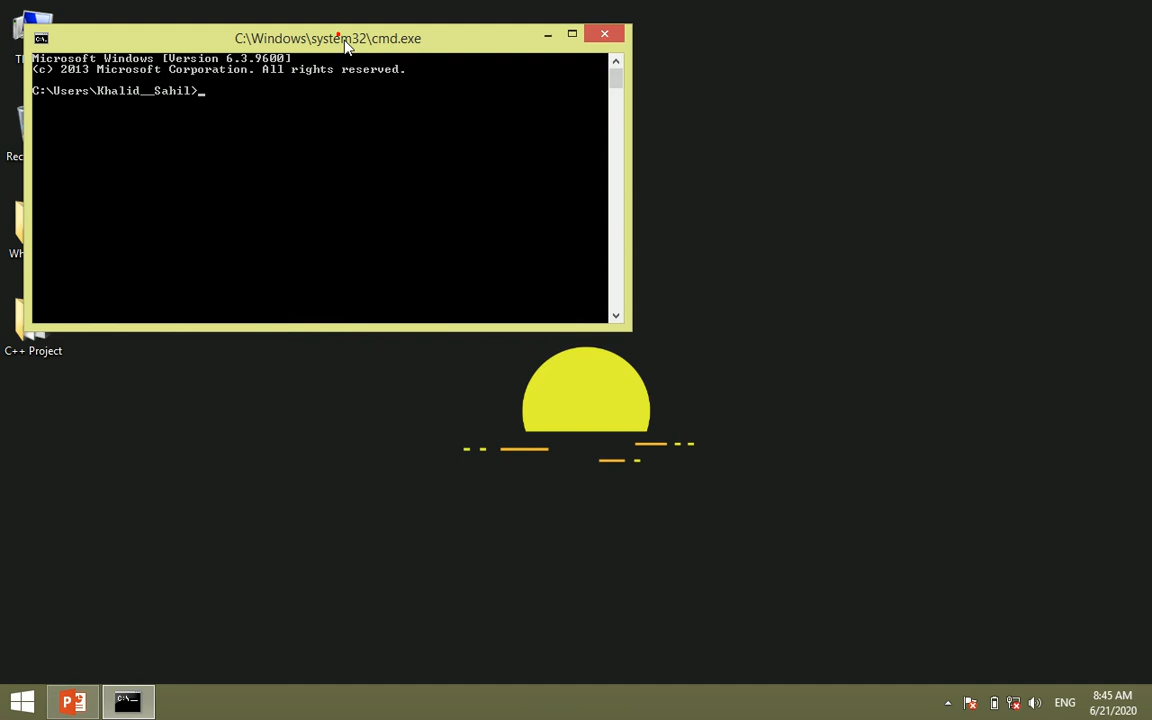 C:\Windows\system32\cmd.exe
Microsoft Windows [Version 6.3.9600]
(c) 2013 Microsoft Corporation. All rights reserved.
C:\Users\Khalid__Sahil>_
C++ Project
ENG
8:45 AM
6/21/2020